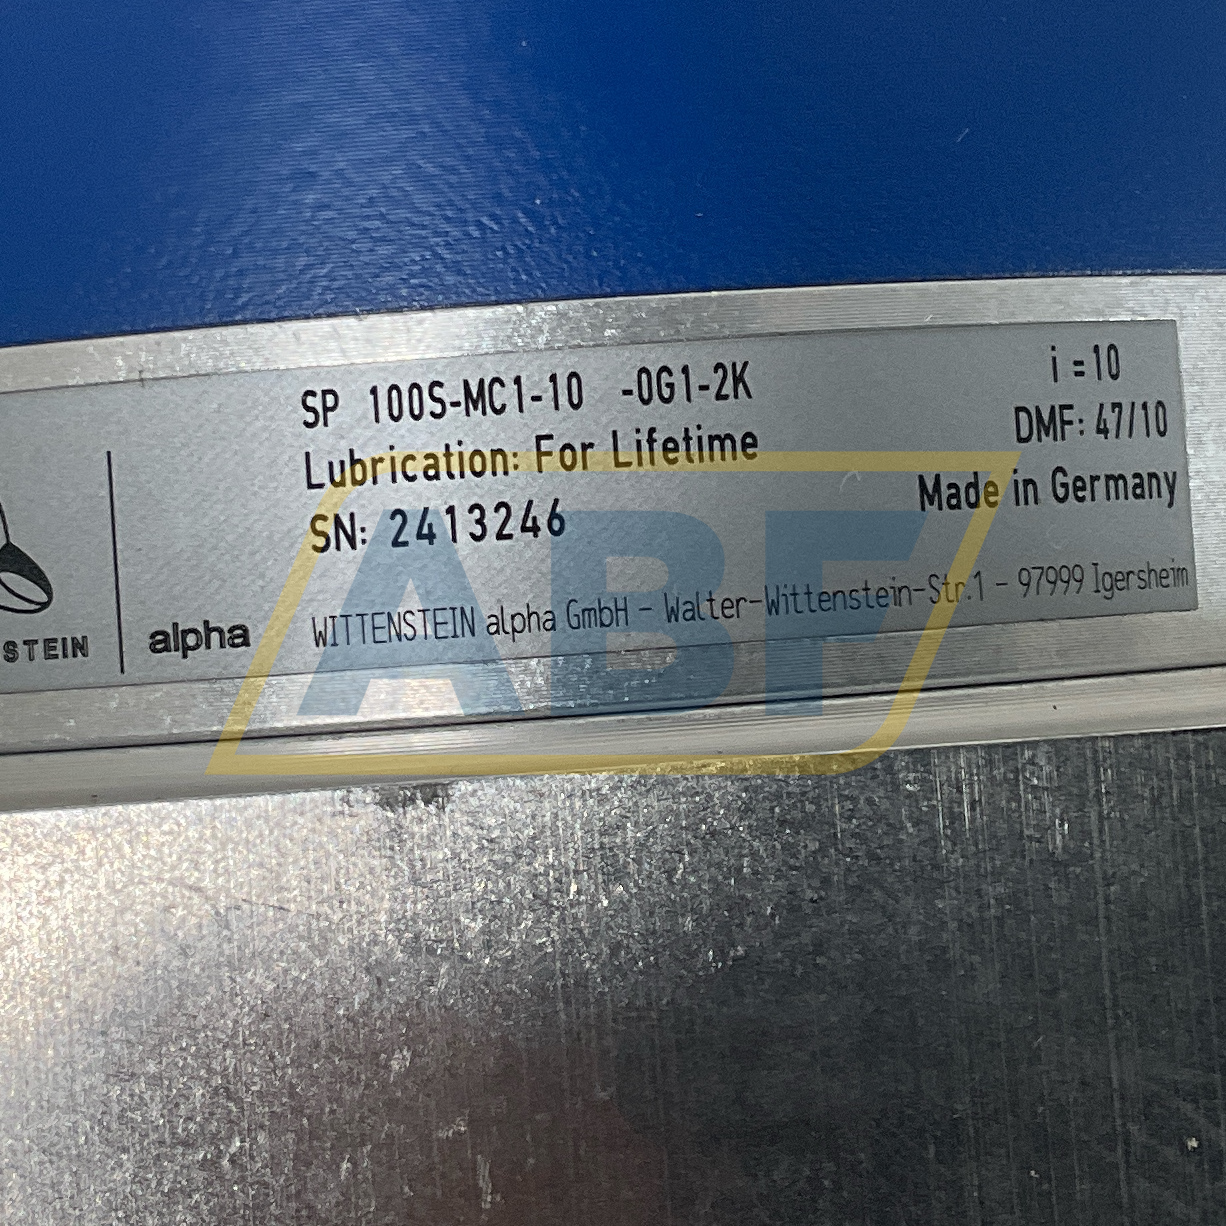 SP 100S-MC1-10 -0G1-2K
i =10
Lubrication: For Lifetime
DMF: 47/10
SN: 2413246
Made in Germany
STEIN
alpha
WITTENSTEIN alpha GmbH - Walter-Wittenstein-Str.1 - 97999 Igersheim
ABF